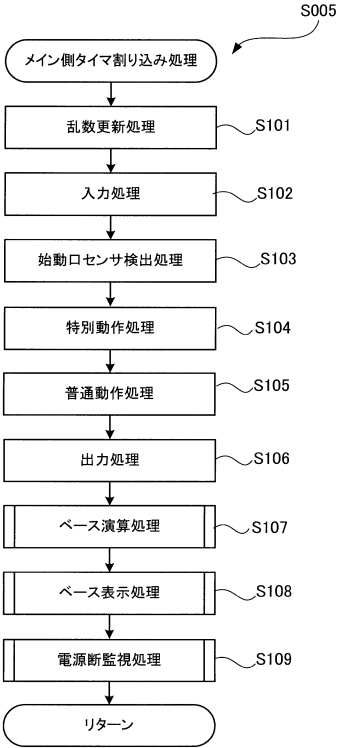 S005
メイン側タイマ割り込み処理
乱数更新処理
S101
入力処理
S102
始動口センサ検出処理
S103
特別動作処理
S104
普通動作処理
S105
出力処理
S106
ベース演算処理
S107
ベース表示処理
S108
電源断監視処理
S109
リターン